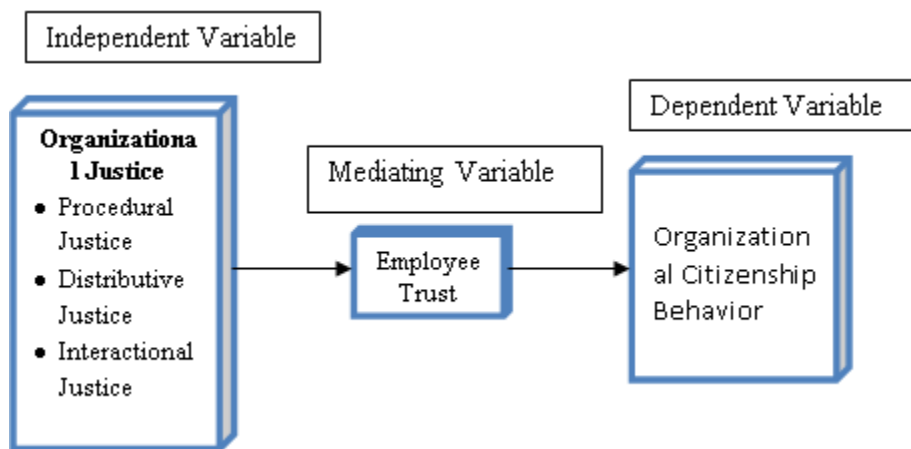 Independent Variable
Organizationa
l Justice
● Procedural
Justice
● Distributive
Justice
● Interactional
Justice
Mediating Variable
Employee
Trust
Dependent Variable
Organization
al Citizenship
Behavior